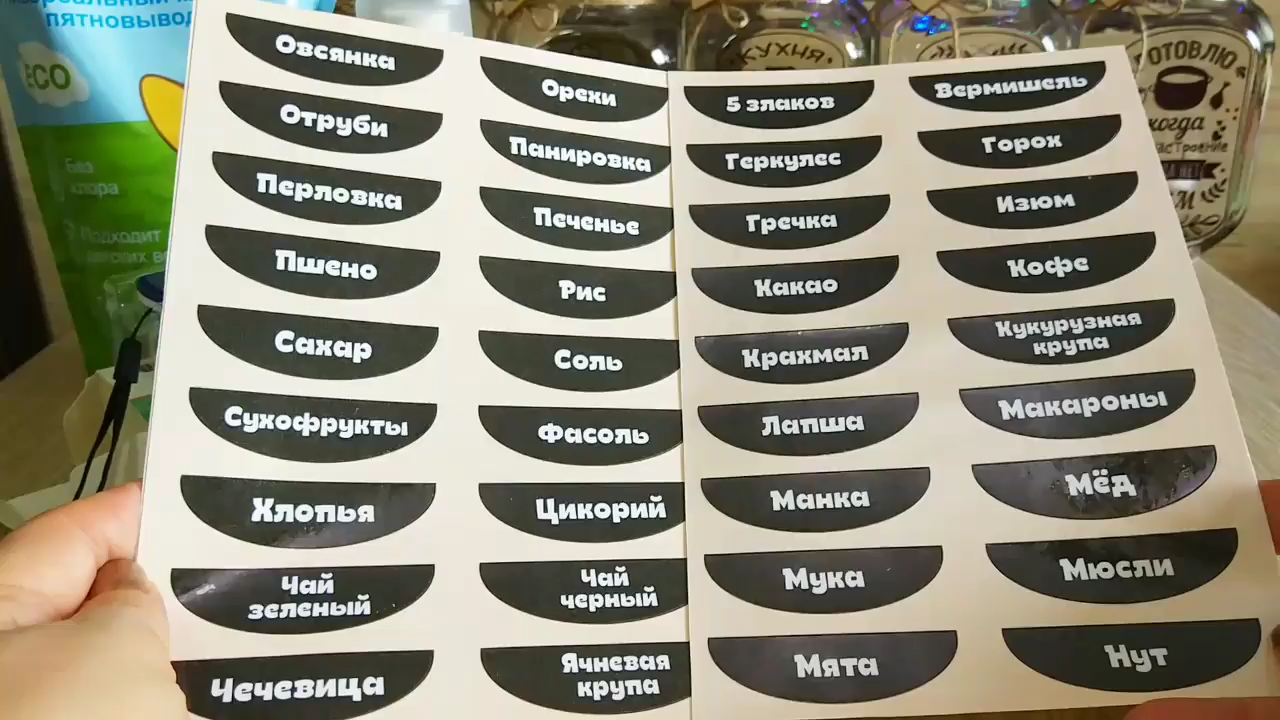 ПЯТНОВЫВОД
ECO
Без
хлора
Подходит
Овсянка
Отруби
Перловка
Пшено
Сахар
Сухофрукты
Хлопья
Чай
зеленый
Чечевица
Орехи
Панировка
Печенье
Рис
Соль
Фасоль
Цикорий
Чай
черный
Ячневая
крупа
5 злаков
Геркулес
Гречка
Какао
Крахмал
Лапша
Манка
Мука
Мята
Вермишель
Горох
Изюм
Кофе
Кукурузная
крупа
Макароны
Мёд
Мюсли
Нут
КУХНЯ
ОТОВЛЮ
когда